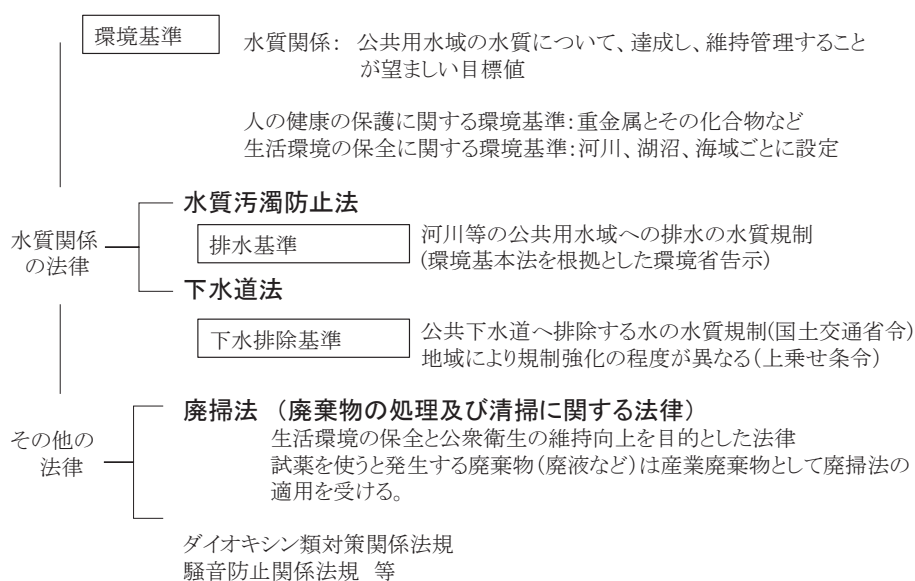 環境基準
水質関係： 公共用水域の水質について、達成し、維持管理すること
が望ましい目標値
人の健康の保護に関する環境基準：重金属とその化合物など
生活環境の保全に関する環境基準：河川、湖沼、海域ごとに設定
水質関係
の法律
水質汚濁防止法
排水基準
河川等の公共用水域への排水の水質規制
(環境基本法を根拠とした環境省告示)
下水道法
下水排除基準
公共下水道へ排除する水の水質規制(国土交通省令)
地域により規制強化の程度が異なる(上乗せ条令)
その他の
法律
廃掃法 （廃棄物の処理及び清掃に関する法律）
生活環境の保全と公衆衛生の維持向上を目的とした法律
試薬を使うと発生する廃棄物（廃液など）は産業廃棄物として廃掃法の
適用を受ける。
ダイオキシン類対策関係法規
騒音防止関係法規 等